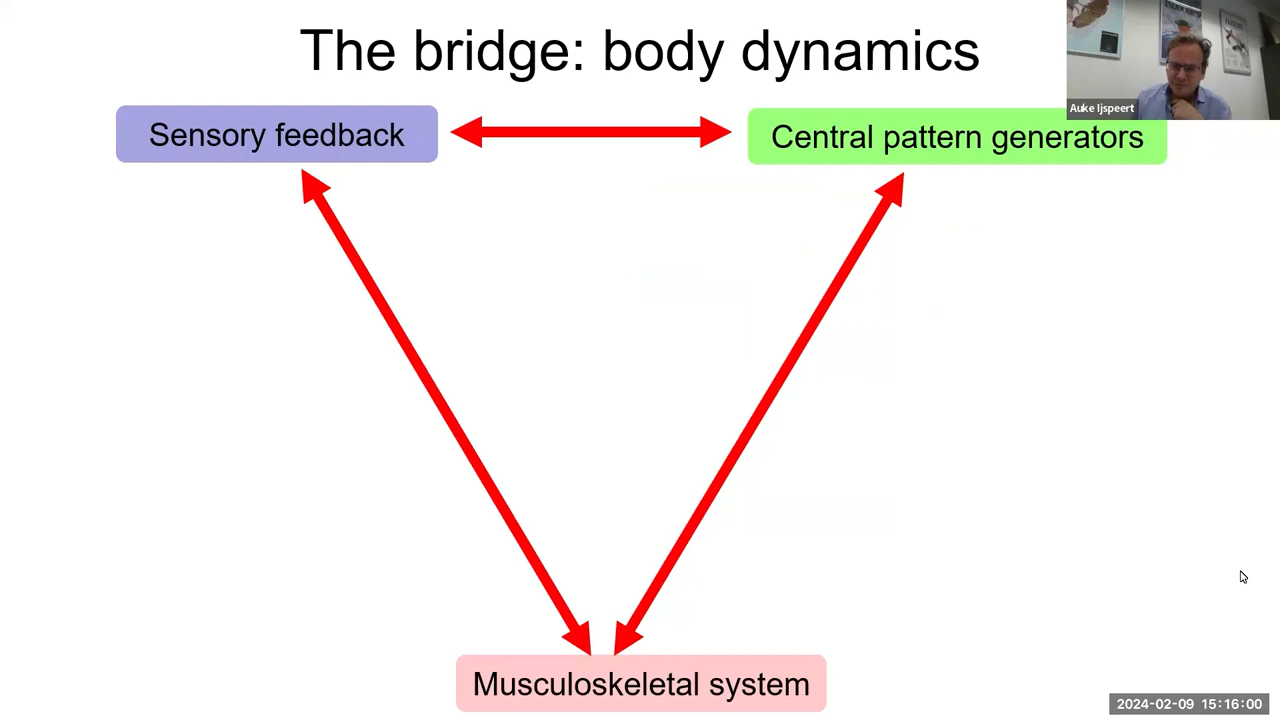 The bridge: body dynamics
Auke Ijspeert
Sensory feedback
Central pattern generators
Musculoskeletal system
2024-02-09 15:16:00